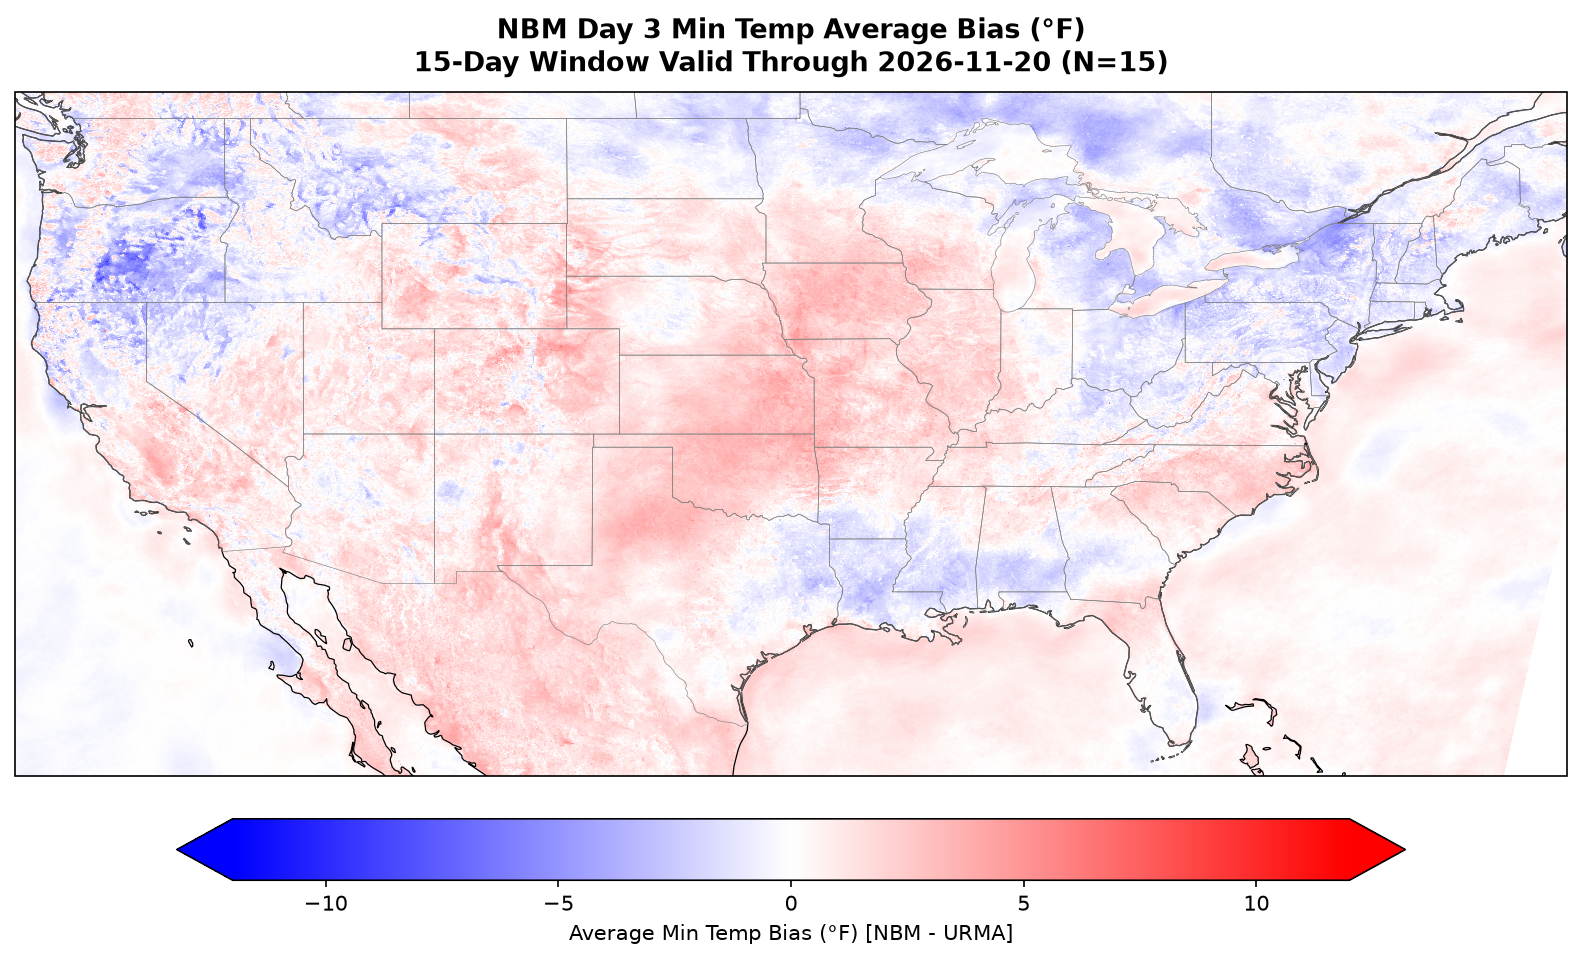 NBM Day 3 Min Temp Average Bias (°F)
15-Day Window Valid Through 2026-11-20 (N=15)
−10 −5 0 5 10
Average Min Temp Bias (°F) [NBM - URMA]